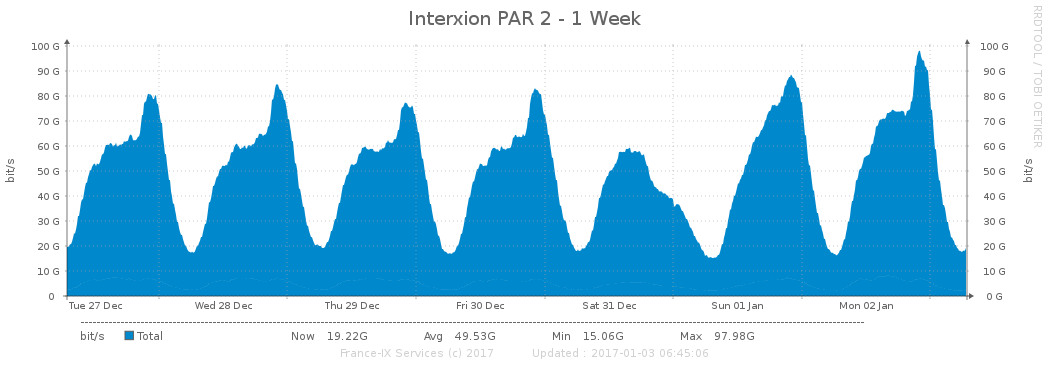 Interxion PAR 2 - 1 Week
RRDTOOL / TOBI OETIKER
100 G 100 G
90 G 90 G
80 G 80 G
70 G 70 G
60 G 60 G
50 G 50 G
40 G 40 G
30 G 30 G
20 G 20 G
10 G 10 G
0 0 G
bit/s bit/s
Tue 27 Dec Wed 28 Dec Thu 29 Dec Fri 30 Dec Sat 31 Dec Sun 01 Jan Mon 02 Jan
bit/s Total Now 19.22G Avg 49.53G Min 15.06G Max 97.98G
France-IX Services (c) 2017 Updated : 2017-01-03 06:45:06